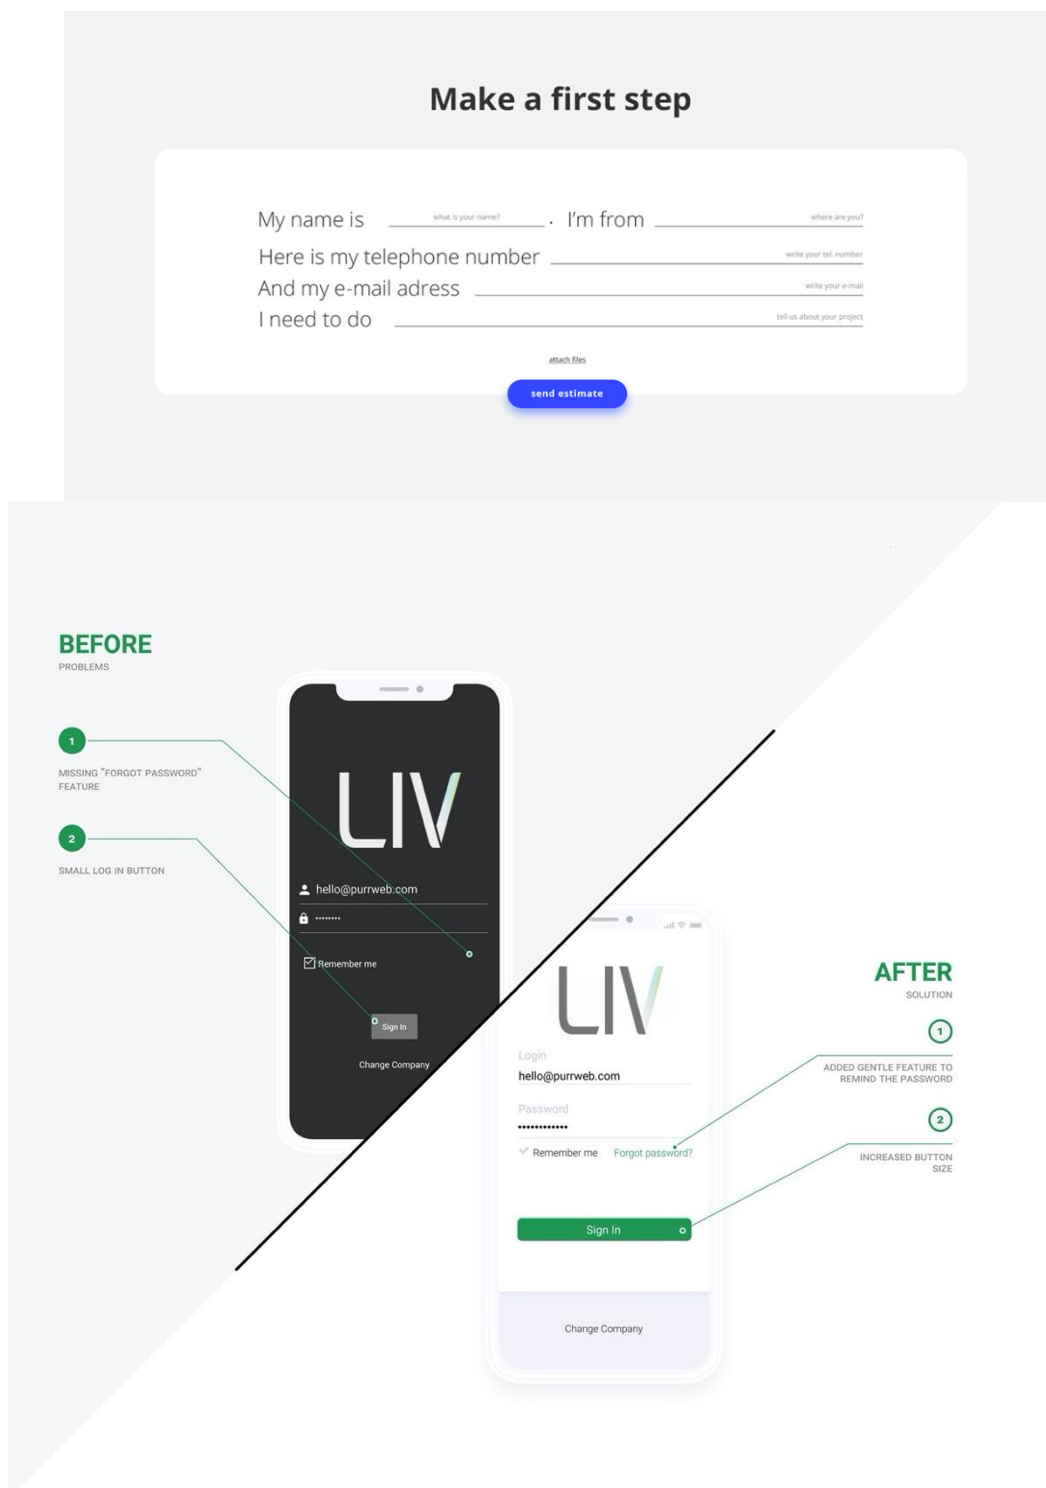 Make a first step
My name is what is your name? . I'm from where are you?
Here is my telephone number write your tel. number
And my e-mail adress write your e-mail
I need to do tell us about your project
attach files
send estimate
BEFORE
PROBLEMS
1
MISSING "FORGOT PASSWORD"
FEATURE
2
SMALL LOG IN BUTTON
LIV
hello@purrweb.com
Remember me
Sign In
Change Company
LIV
Login
hello@purrweb.com
Password
Remember me Forgot password?
Sign In
Change Company
AFTER
SOLUTION
1
ADDED GENTLE FEATURE TO
REMIND THE PASSWORD
2
INCREASED BUTTON
SIZE